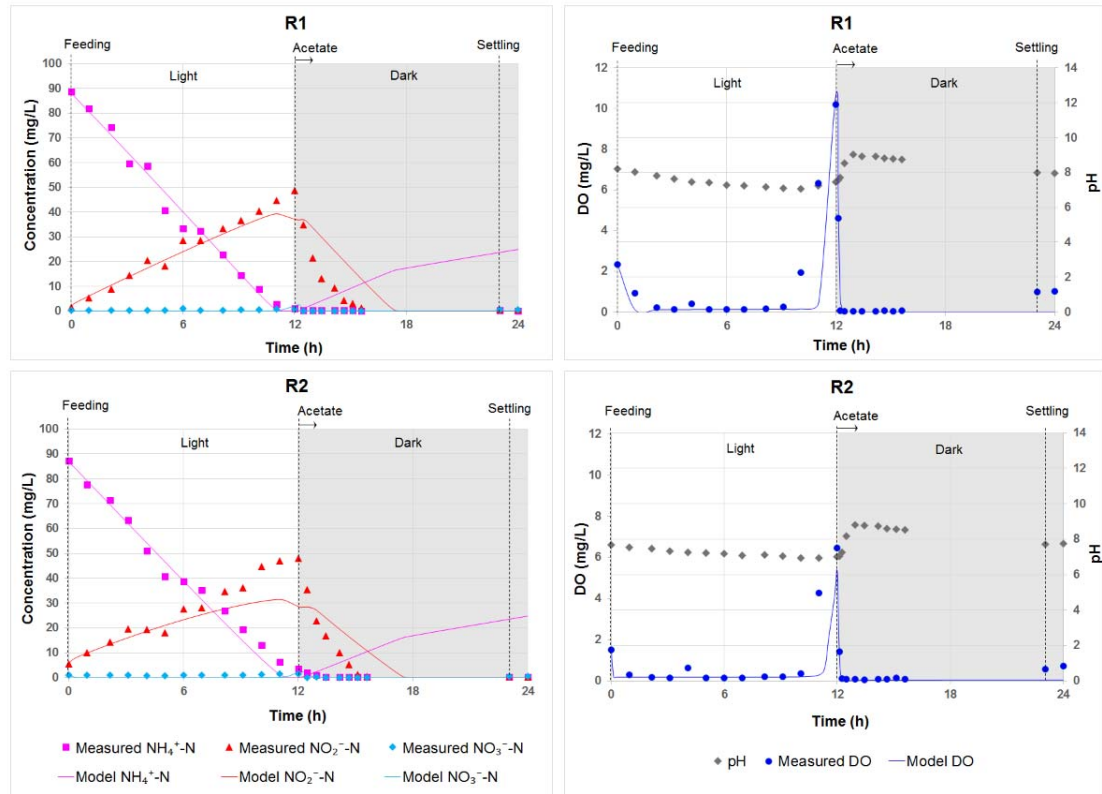 R1
Feeding
Acetate
Settling
Light
Dark
Concentration (mg/L)
100
90
80
70
60
50
40
30
20
10
0
0 6 12 18 24
Time (h)
R1
Feeding
Acetate
Settling
Light
Dark
DO (mg/L)
12
10
8
6
4
2
0
pH
14
12
10
8
6
4
2
0
0 6 12 18 24
Time (h)
R2
Feeding
Acetate
Settling
Light
Dark
Concentration (mg/L)
100
90
80
70
60
50
40
30
20
10
0
0 6 12 18 24
Time (h)
Measured NH₄⁺-N Measured NO₂⁻-N Measured NO₃⁻-N
Model NH₄⁺-N Model NO₂⁻-N Model NO₃⁻-N
R2
Feeding
Acetate
Settling
Light
Dark
DO (mg/L)
12
10
8
6
4
2
0
pH
14
12
10
8
6
4
2
0
0 6 12 18 24
Time (h)
pH Measured DO Model DO